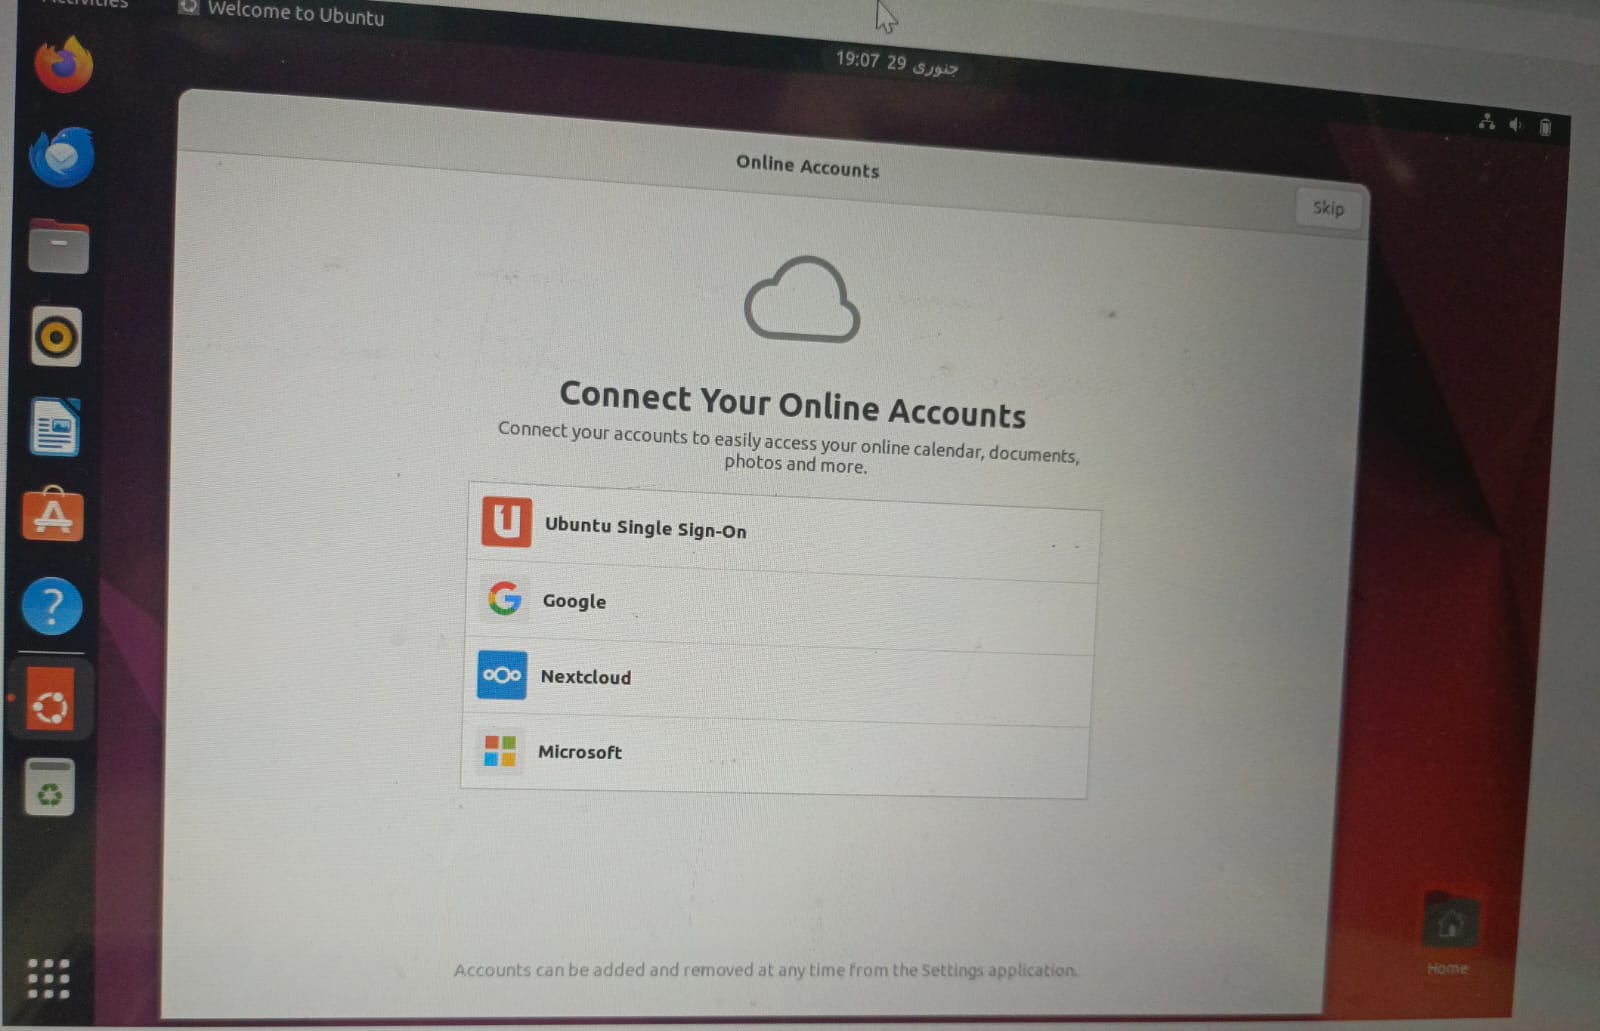 Activities
Welcome to Ubuntu
19:07 29 جنوری
Online Accounts
Skip
Connect Your Online Accounts
Connect your accounts to easily access your online calendar, documents,
photos and more.
Ubuntu Single Sign-On
Google
Nextcloud
Microsoft
Accounts can be added and removed at any time from the Settings application.
Home